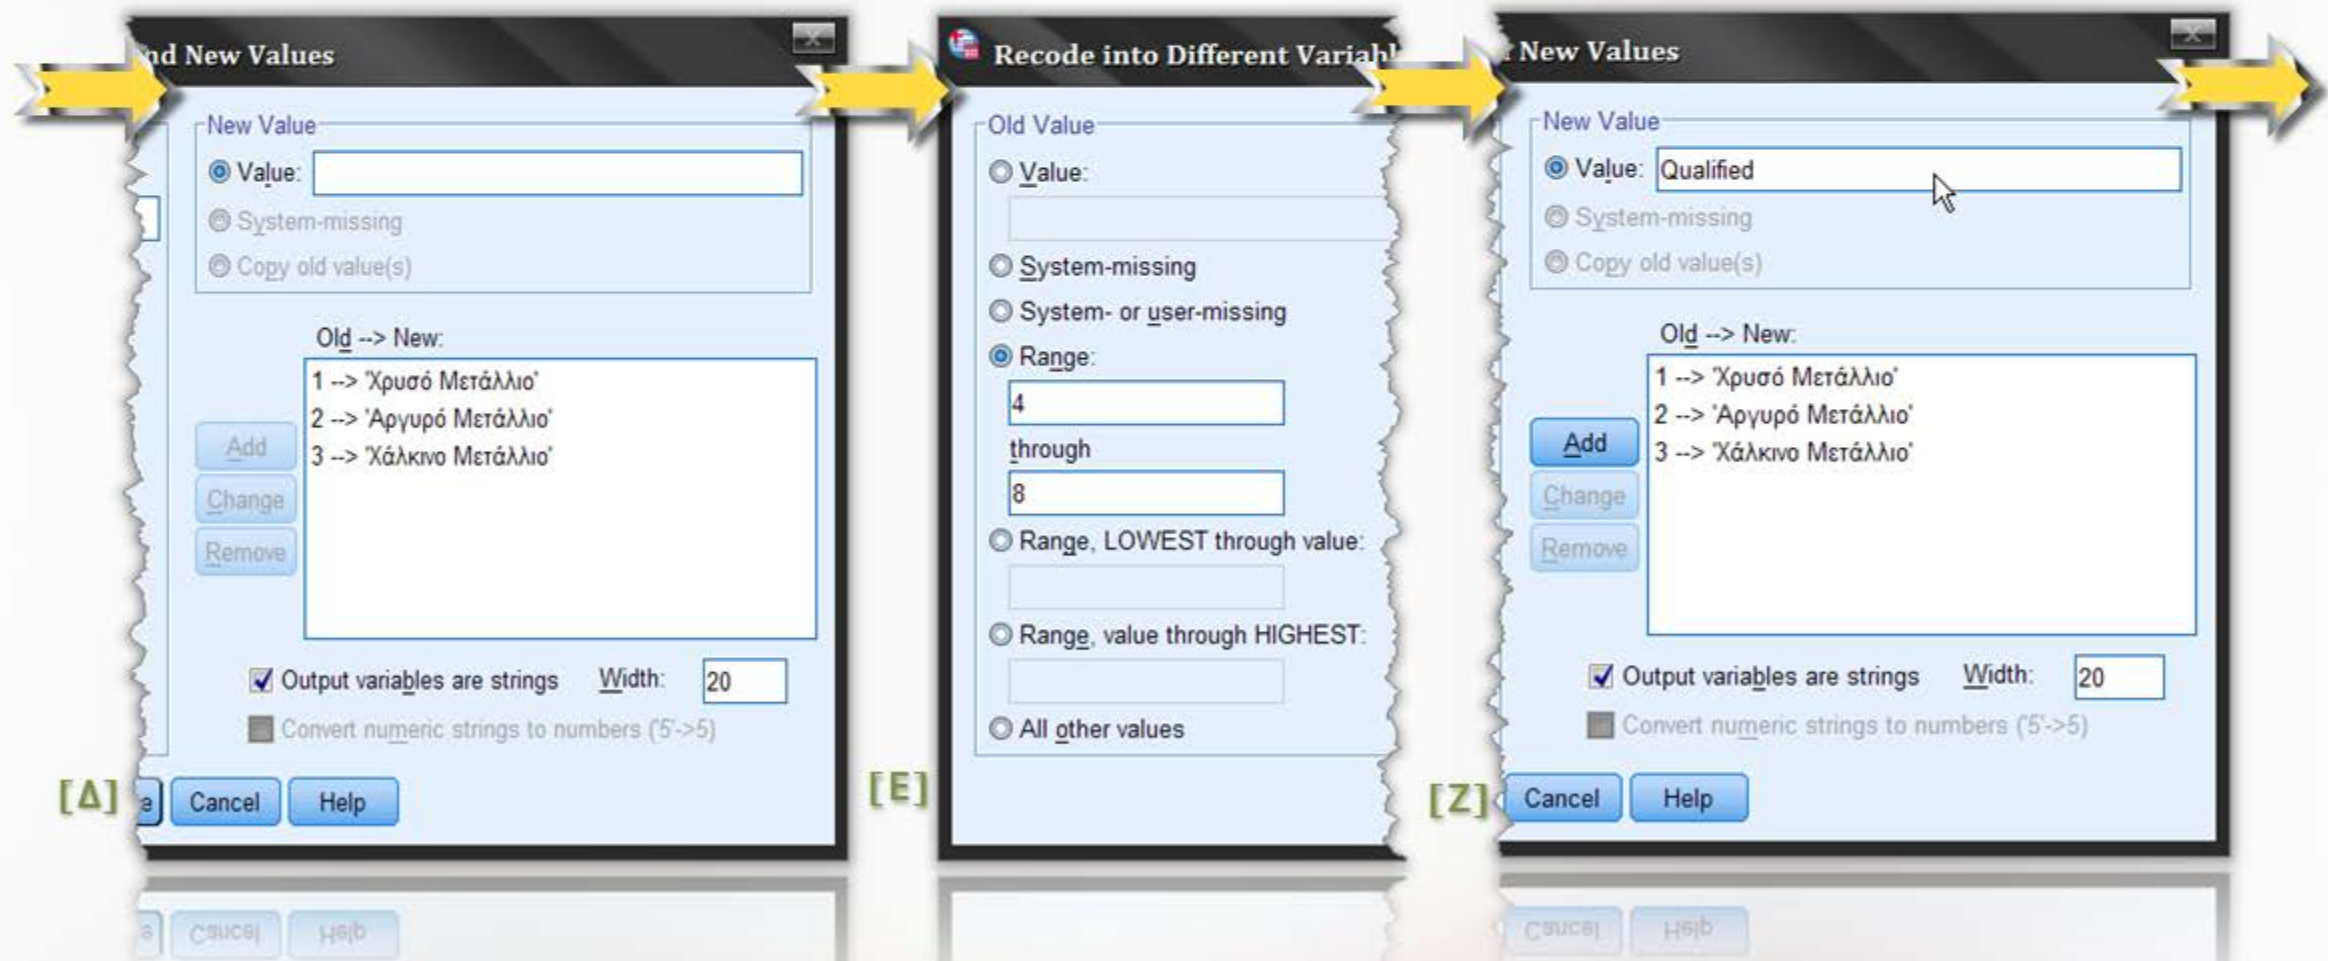 nd New Values
New Value
Value:
System-missing
Copy old value(s)
Old --> New:
1 --> 'Χρυσό Μετάλλιο'
2 --> 'Αργυρό Μετάλλιο'
3 --> 'Χάλκινο Μετάλλιο'
Add
Change
Remove
Output variables are strings Width: 20
Convert numeric strings to numbers ('5'->5)
[Δ]
e Cancel Help
Recode into Different Variabl
Old Value
Value:
System-missing
System- or user-missing
Range:
4
through
8
Range, LOWEST through value:
Range, value through HIGHEST:
All other values
[Ε]
New Values
New Value
Value: Qualified
System-missing
Copy old value(s)
Old --> New:
1 --> 'Χρυσό Μετάλλιο'
2 --> 'Αργυρό Μετάλλιο'
3 --> 'Χάλκινο Μετάλλιο'
Add
Change
Remove
Output variables are strings Width: 20
Convert numeric strings to numbers ('5'->5)
[Ζ]
Cancel Help